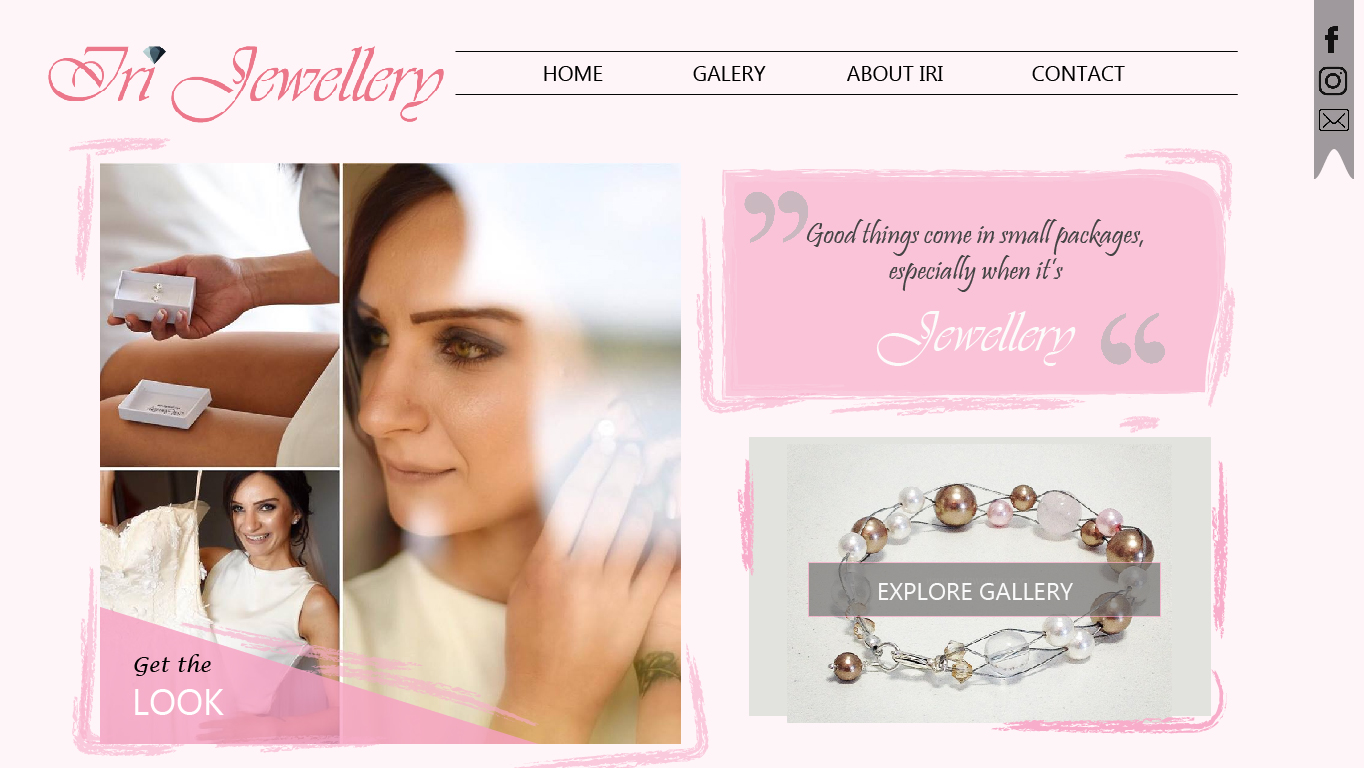 Iri Jewellery
HOME GALERY ABOUT IRI CONTACT
Good things come in small packages,
especially when it's
Jewellery
EXPLORE GALLERY
Get the
LOOK